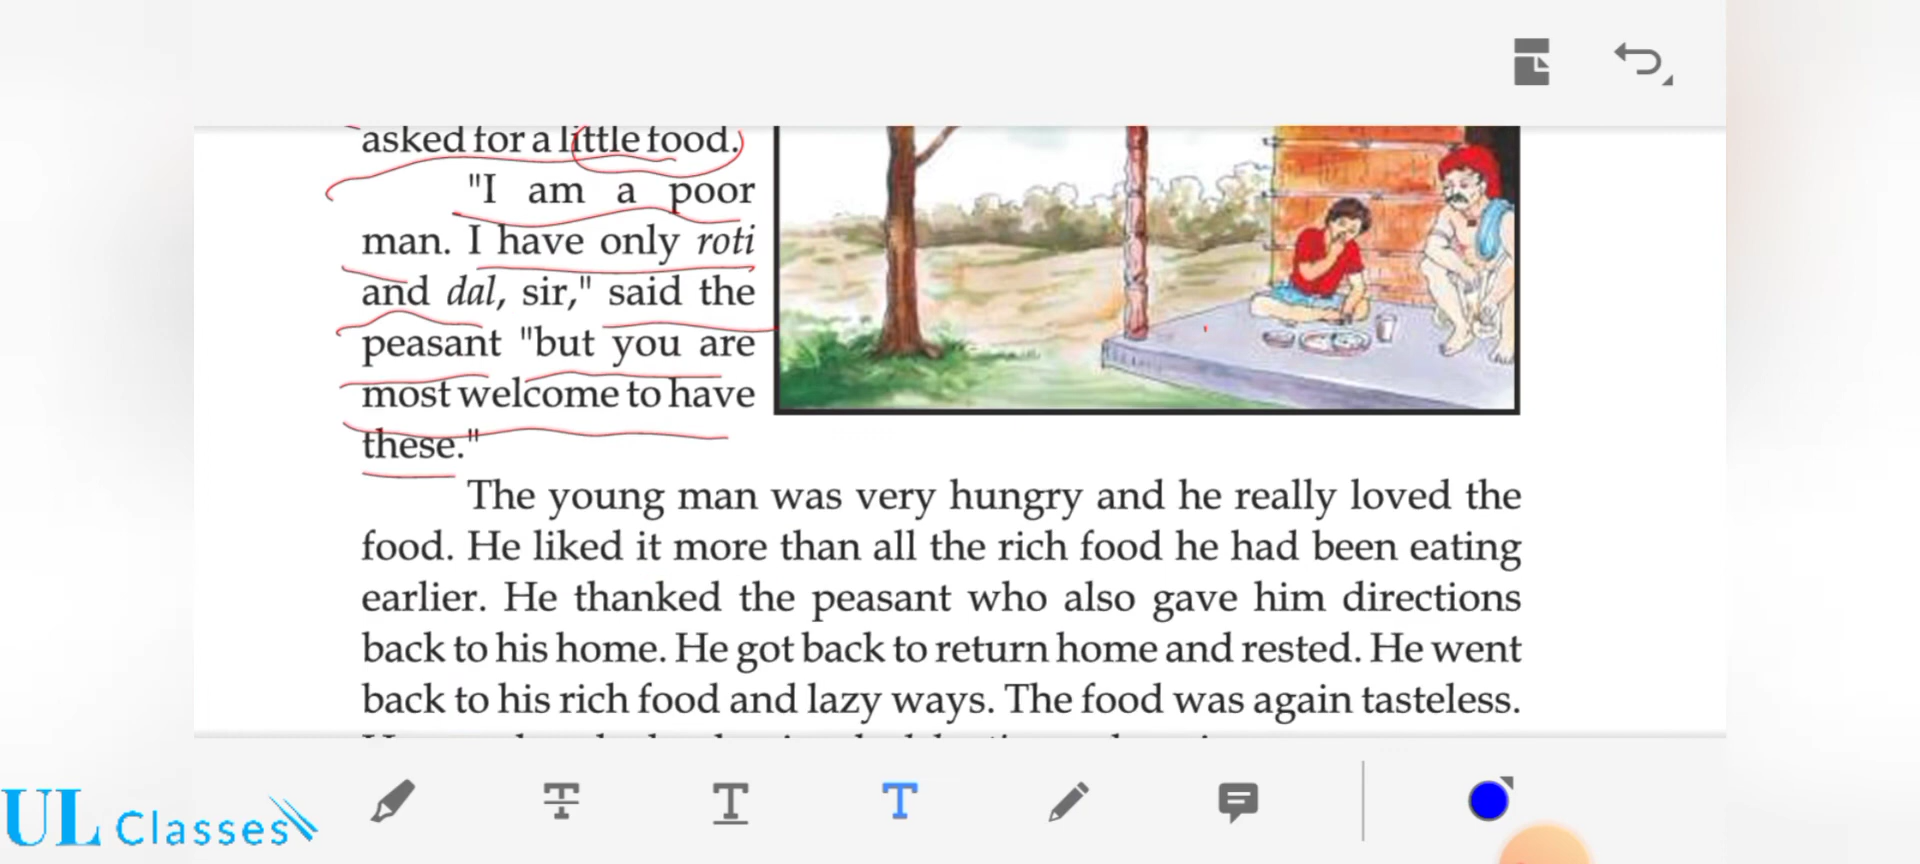 asked for a little food.
"I am a poor
man. I have only roti
and dal, sir," said the
peasant "but you are
most welcome to have
these."
The young man was very hungry and he really loved the
food. He liked it more than all the rich food he had been eating
earlier. He thanked the peasant who also gave him directions
back to his home. He got back to return home and rested. He went
back to his rich food and lazy ways. The food was again tasteless.
UL Classes